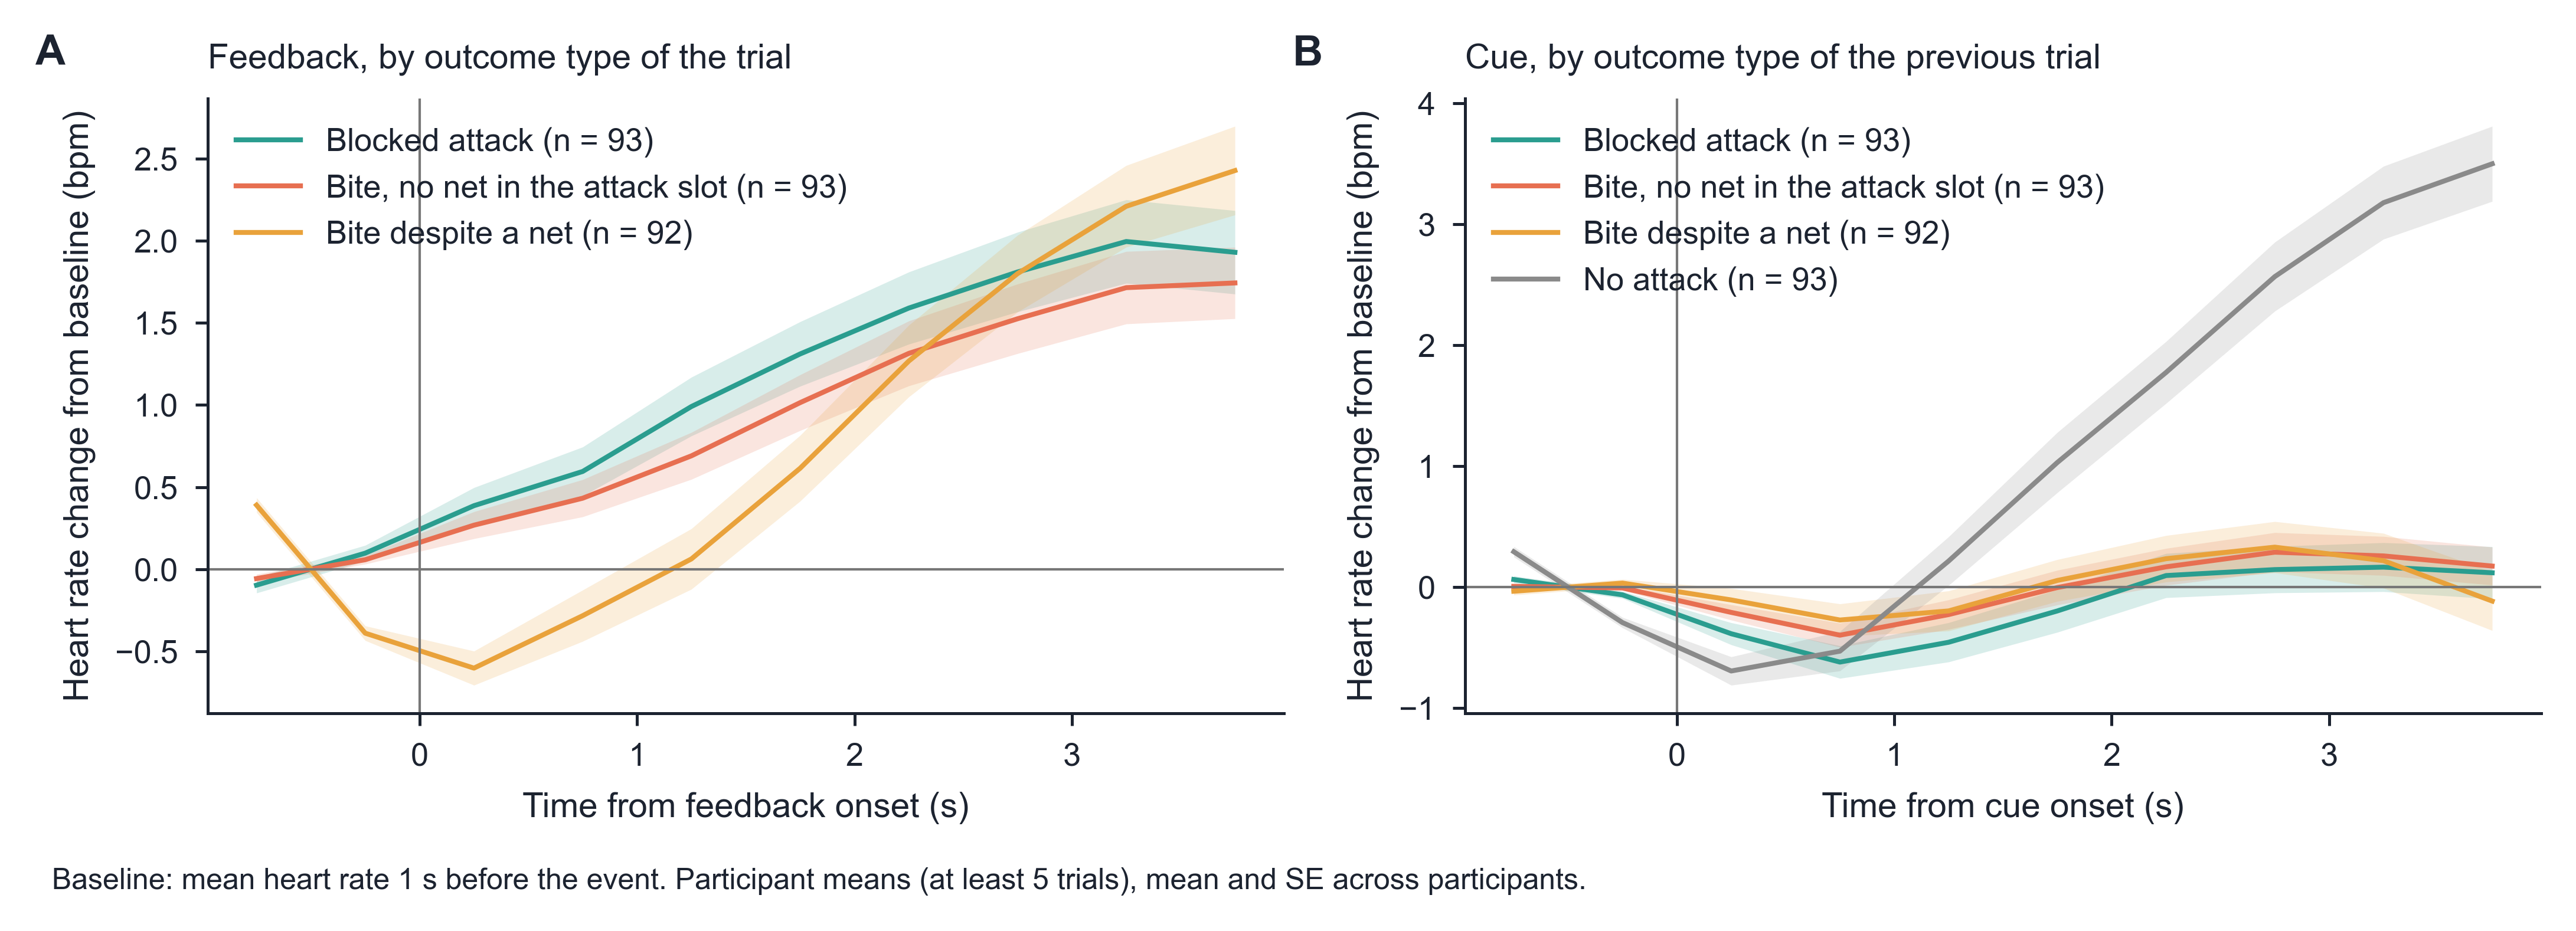 A
Feedback, by outcome type of the trial
Heart rate change from baseline (bpm)
2.5
2.0
1.5
1.0
0.5
0.0
−0.5
Blocked attack (n = 93)
Bite, no net in the attack slot (n = 93)
Bite despite a net (n = 92)
0 1 2 3
Time from feedback onset (s)
B
Cue, by outcome type of the previous trial
Heart rate change from baseline (bpm)
4
3
2
1
0
−1
Blocked attack (n = 93)
Bite, no net in the attack slot (n = 93)
Bite despite a net (n = 92)
No attack (n = 93)
0 1 2 3
Time from cue onset (s)
Baseline: mean heart rate 1 s before the event. Participant means (at least 5 trials), mean and SE across participants.